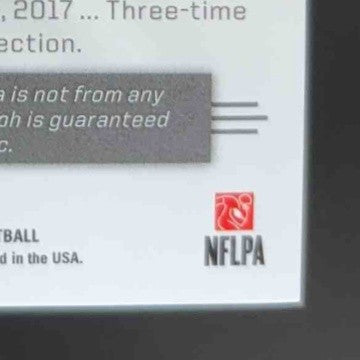 , 2017 ... Three-time
ection.
a is not from any
ph is guaranteed
c.
TBALL
d in the USA.
NFLPA